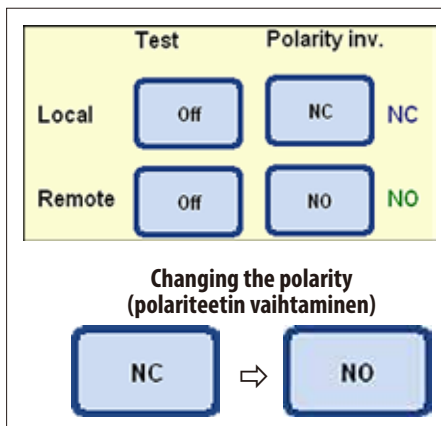 Test Polarity inv.
Local Off NC NC
Remote Off NO NO
Changing the polarity
(polariteetin vaihtaminen)
NC ⇨ NO